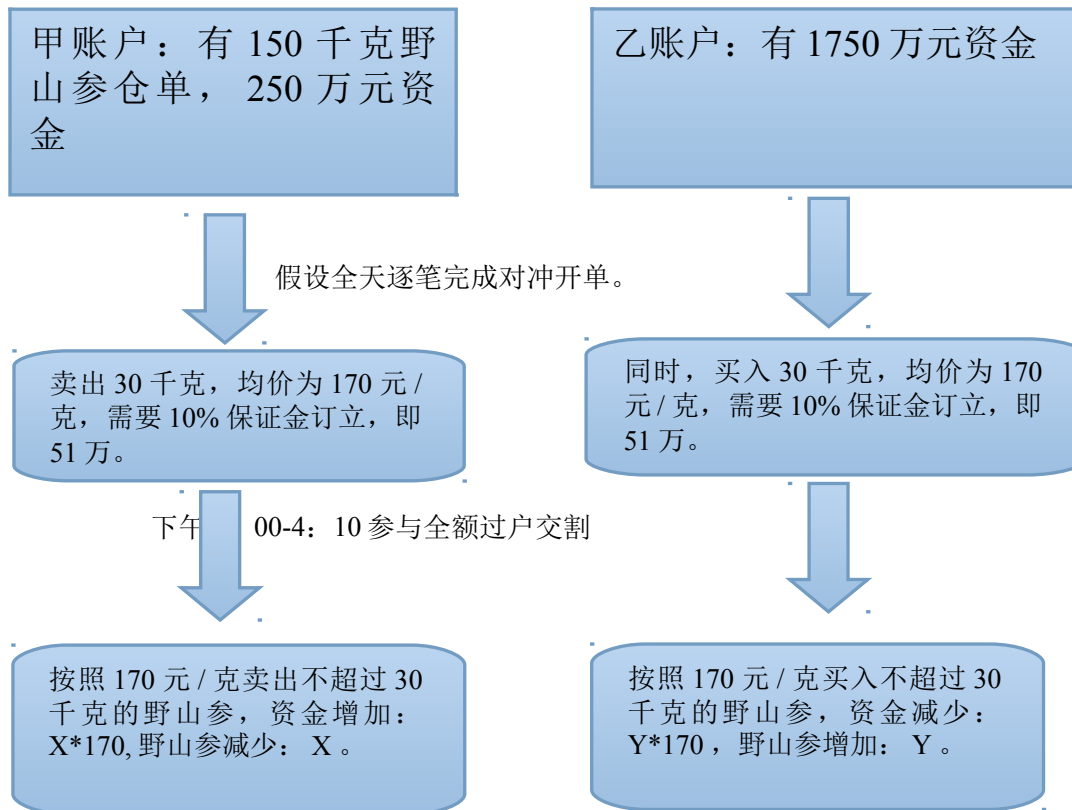 甲账户：有 150 千克野
山参仓单，250 万元资
金
乙账户：有 1750 万元资金
假设全天逐笔完成对冲开单。
卖出 30 千克，均价为 170 元 /
克，需要 10% 保证金订立，即
51 万。
同时，买入 30 千克，均价为 170
元 / 克，需要 10% 保证金订立，即
51 万。
下午 00-4：10 参与全额过户交割
按照 170 元 / 克卖出不超过 30
千克的野山参，资金增加：
X*170, 野山参减少： X 。
按照 170 元 / 克买入不超过 30
千克的野山参，资金减少：
Y*170 ，野山参增加： Y 。